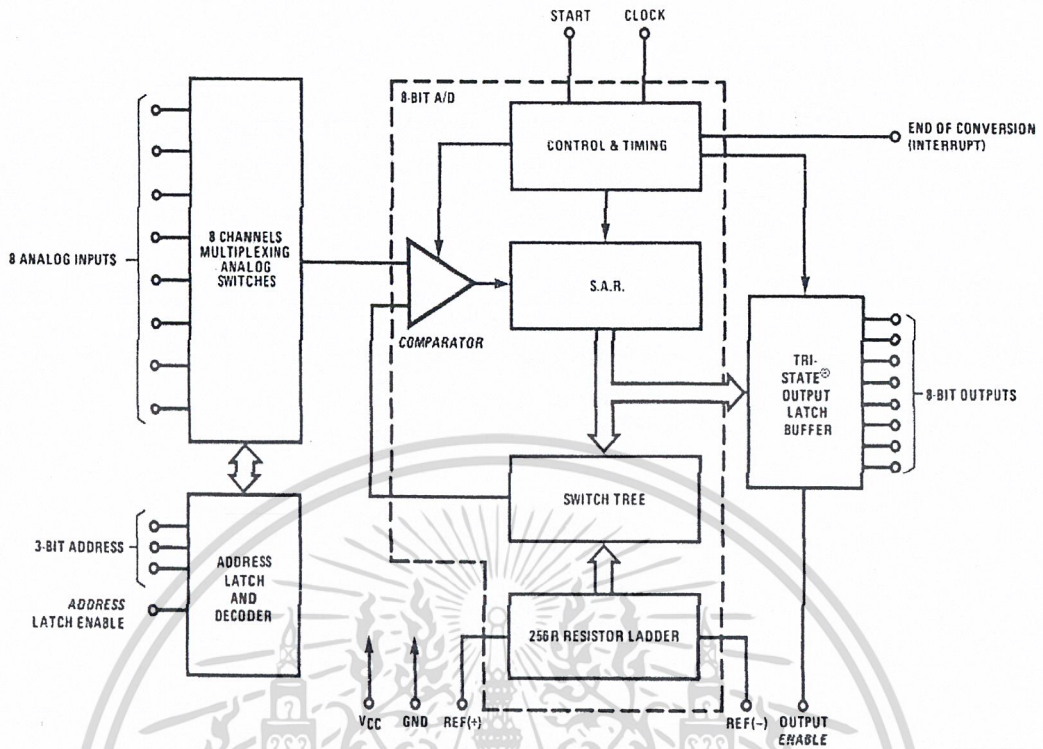 START
CLOCK
8-BIT A/D
CONTROL & TIMING
END OF CONVERSION
(INTERRUPT)
8 ANALOG INPUTS
8 CHANNELS
MULTIPLEXING
ANALOG
SWITCHES
S.A.R.
COMPARATOR
TRI-
STATE®
OUTPUT
LATCH
BUFFER
8-BIT OUTPUTS
SWITCH TREE
3-BIT ADDRESS
ADDRESS
LATCH ENABLE
ADDRESS
LATCH
AND
DECODER
256R RESISTOR LADDER
VCC
GND
REF(+)
REF(−)
OUTPUT
ENABLE